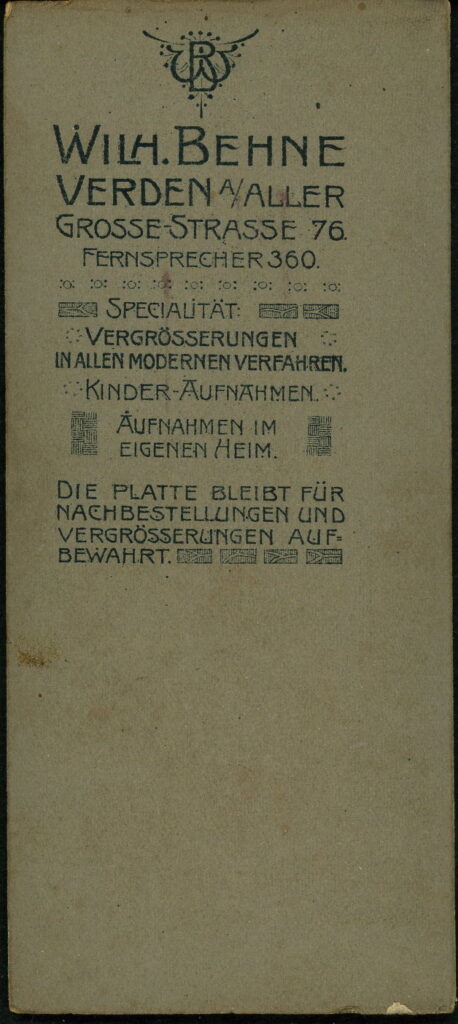 WB
WILH. BEHNE
VERDEN A/ALLER
GROSSE-STRASSE 76.
FERNSPRECHER 360.
SPECIALITÄT:
VERGRÖSSERUNGEN
IN ALLEN MODERNEN VERFAHREN.
KINDER-AUFNAHMEN.
AUFNAHMEN IM
EIGENEN HEIM.
DIE PLATTE BLEIBT FÜR
NACHBESTELLUNGEN UND
VERGRÖSSERUNGEN AUF=
BEWAHRT.